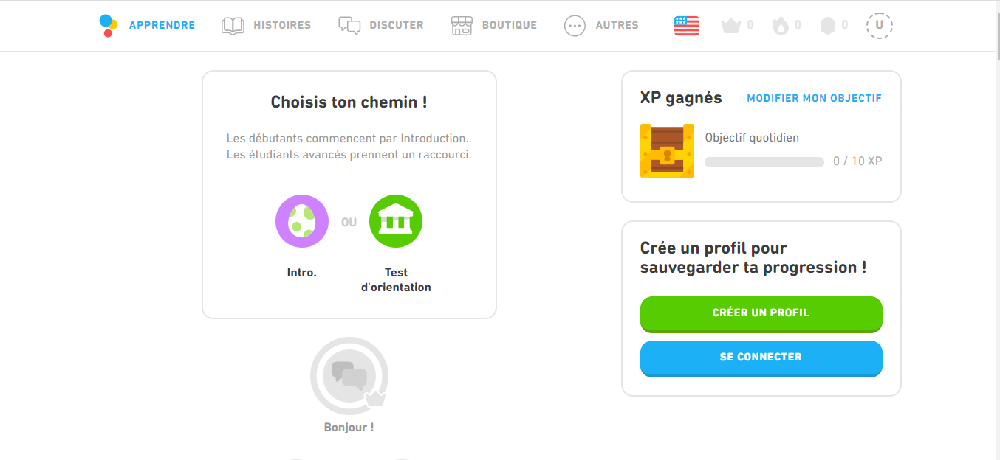 APPRENDRE
HISTOIRES
DISCUTER
BOUTIQUE
AUTRES
0
0
0
U
Choisis ton chemin !
Les débutants commencent par Introduction..
Les étudiants avancés prennent un raccourci.
OU
Intro.
Test
d'orientation
Bonjour !
XP gagnés
MODIFIER MON OBJECTIF
Objectif quotidien
0 / 10 XP
Crée un profil pour
sauvegarder ta progression !
CRÉER UN PROFIL
SE CONNECTER